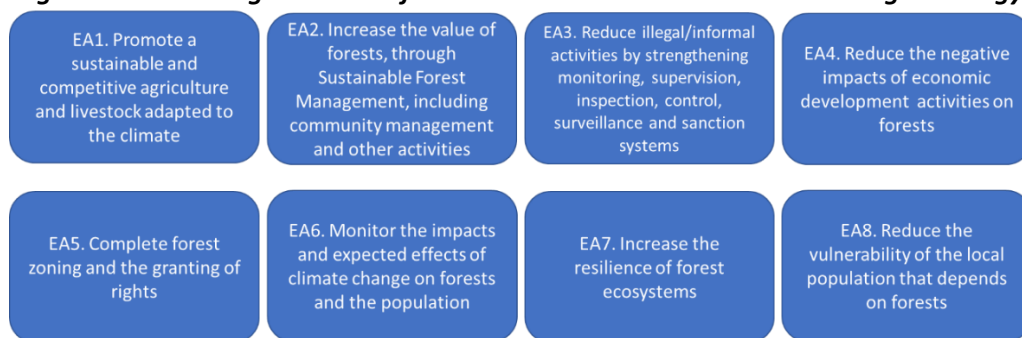 EA1. Promote a
sustainable and
competitive agriculture
and livestock adapted to
the climate
EA2. Increase the value of
forests, through
Sustainable Forest
Management, including
community management
and other activities
EA3. Reduce illegal/informal
activities by strengthening
monitoring, supervision,
inspection, control,
surveillance and sanction
systems
EA4. Reduce the negative
impacts of economic
development activities on
forests
EA5. Complete forest
zoning and the granting of
rights
EA6. Monitor the impacts
and expected effects of
climate change on forests
and the population
EA7. Increase the
resilience of forest
ecosystems
EA8. Reduce the
vulnerability of the local
population that depends
on forests